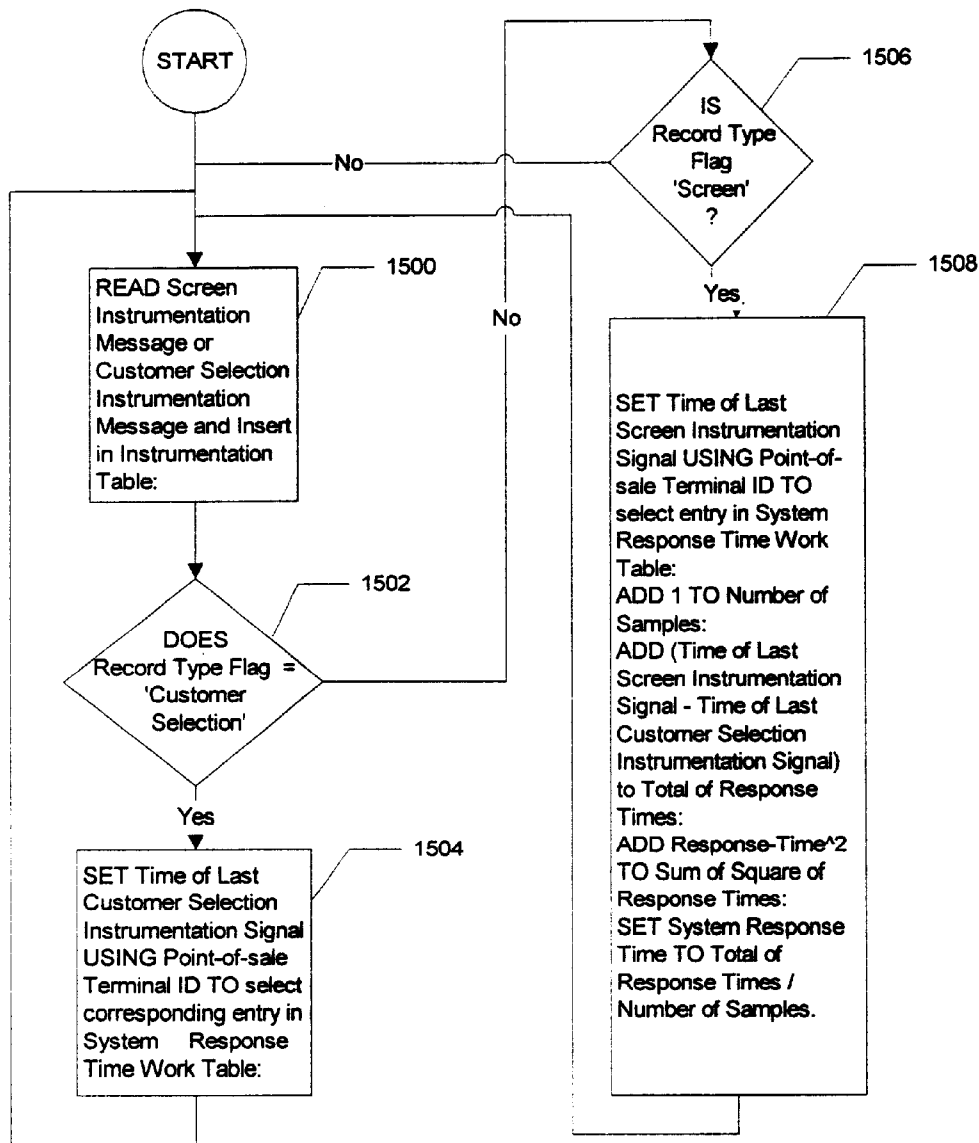 START
1506
IS
Record Type
Flag
'Screen'
?
No
1500
READ Screen
Instrumentation
Message or
Customer Selection
Instrumentation
Message and Insert
in Instrumentation
Table:
No
Yes
1508
1502
DOES
Record Type Flag =
'Customer
Selection'
Yes
1504
SET Time of Last
Customer Selection
Instrumentation Signal
USING Point-of-sale
Terminal ID TO select
corresponding entry in
System Response
Time Work Table:
SET Time of Last
Screen Instrumentation
Signal USING Point-of-
sale Terminal ID TO
select entry in System
Response Time Work
Table:
ADD 1 TO Number of
Samples:
ADD (Time of Last
Screen Instrumentation
Signal - Time of Last
Customer Selection
Instrumentation Signal)
to Total of Response
Times:
ADD Response-Time^2
TO Sum of Square of
Response Times:
SET System Response
Time TO Total of
Response Times /
Number of Samples.